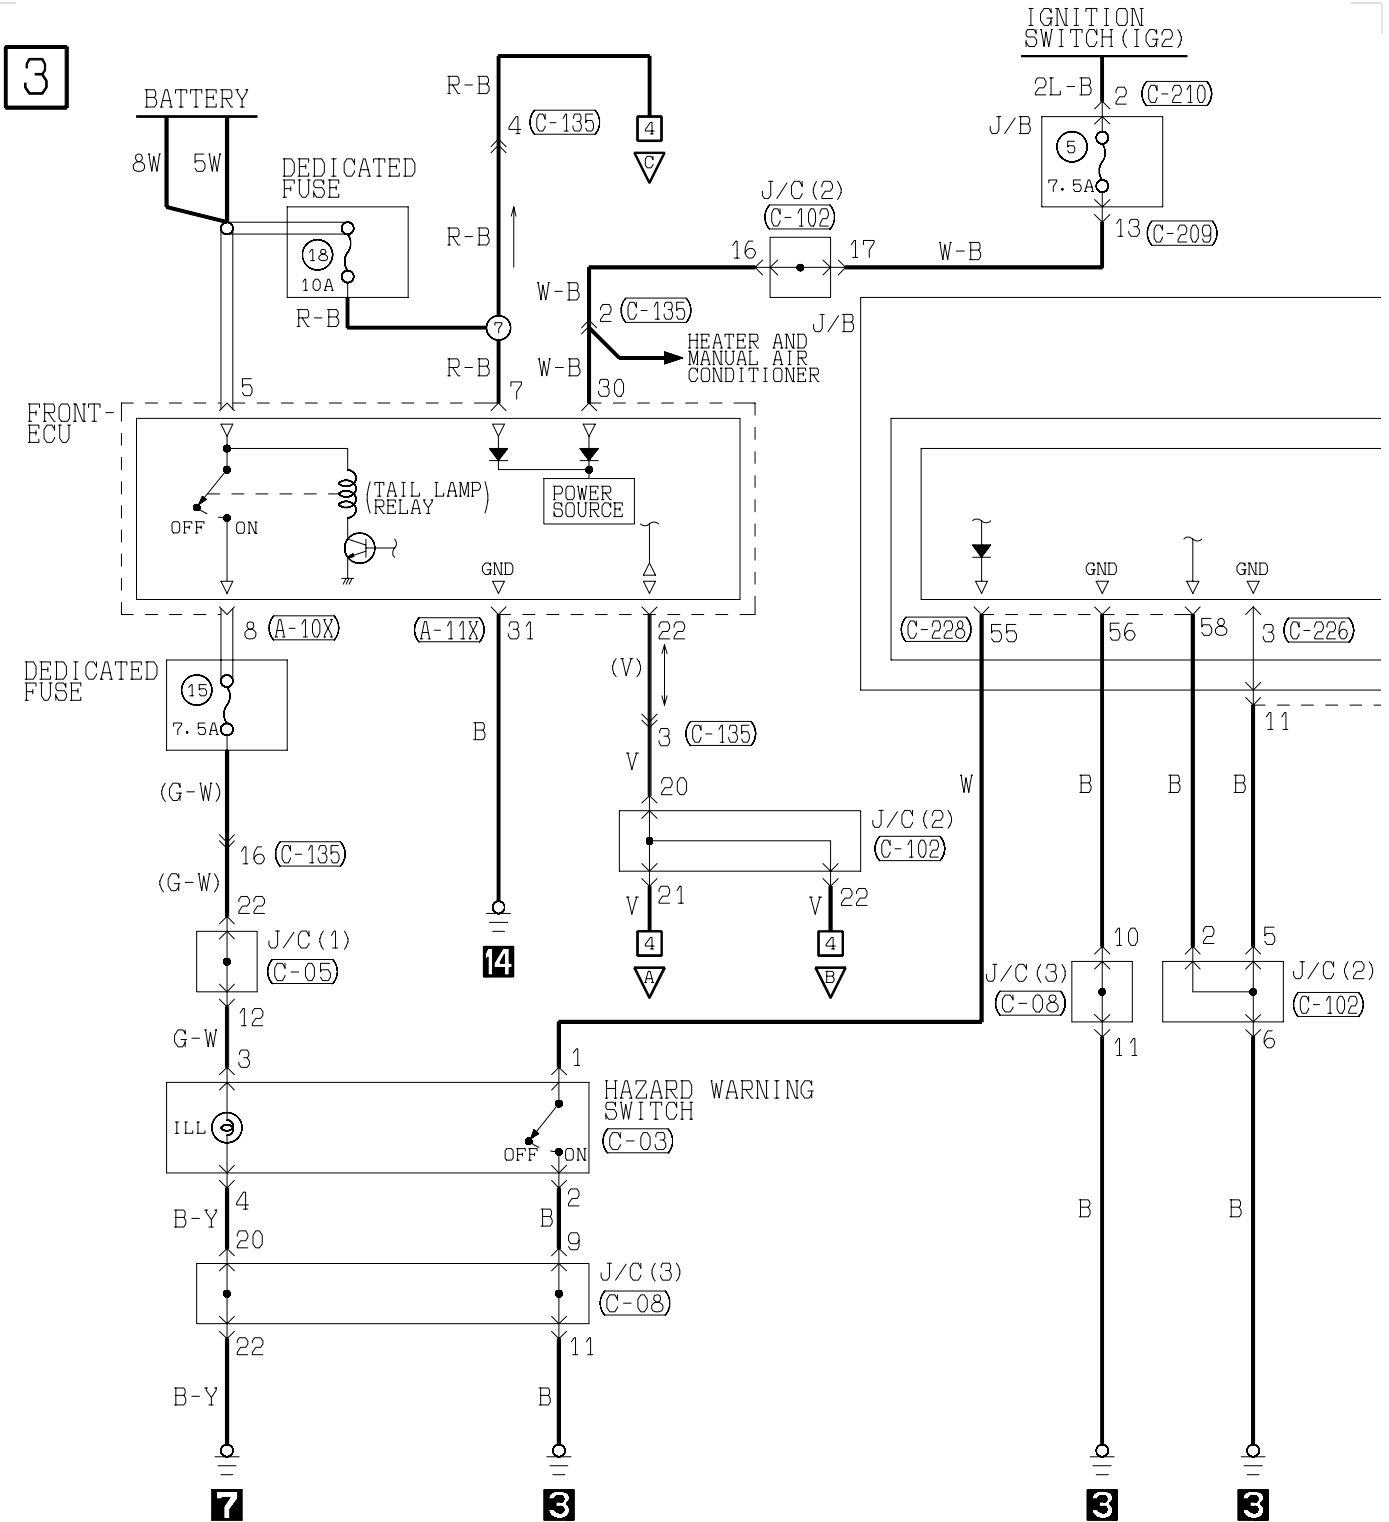 3
IGNITION
SWITCH(IG2)
BATTERY
8W
5W
DEDICATED
FUSE
18
10A
R-B
R-B
4
C-135
4
C
R-B
7
R-B
7
2L-B
2
C-210
J/B
5
7.5A
13
C-209
J/C(2)
C-102
16
17
W-B
W-B
2
C-135
J/B
HEATER AND
MANUAL AIR
CONDITIONER
W-B
30
5
FRONT-
ECU
(TAIL LAMP)
RELAY
OFF
ON
POWER
SOURCE
GND
GND
GND
8
A-10X
A-11X
31
22
C-228
55
56
58
3
C-226
11
DEDICATED
FUSE
15
7.5A
(V)
3
C-135
V
20
B
W
B
B
B
(G-W)
16
C-135
(G-W)
22
J/C(2)
C-102
21
22
V
V
4
A
4
B
14
J/C(1)
C-05
12
G-W
3
10
2
5
J/C(3)
C-08
J/C(2)
C-102
11
6
1
HAZARD WARNING
SWITCH
C-03
ILL
OFF
ON
4
2
B-Y
B
20
9
J/C(3)
C-08
22
11
B-Y
B
B
B
7
3
3
3